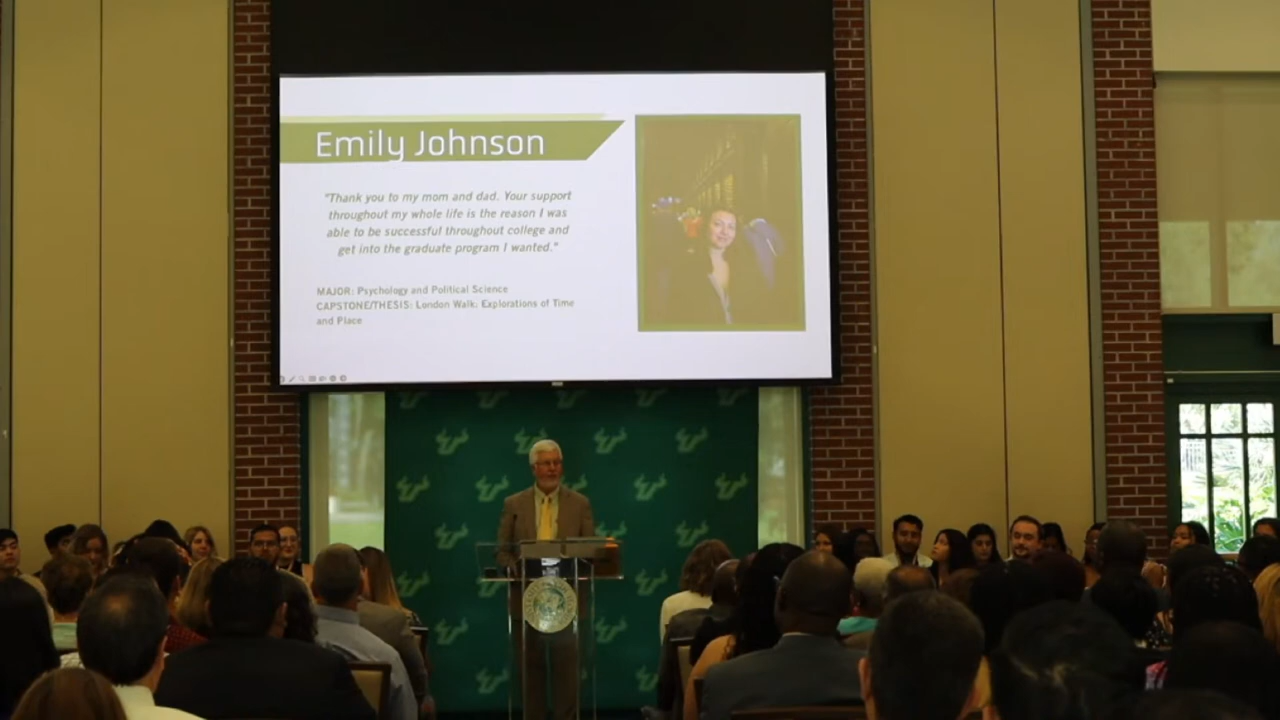 Emily Johnson
"Thank you to my mom and dad. Your support
throughout my whole life is the reason I was
able to be successful throughout college and
get into the graduate program I wanted."
MAJOR: Psychology and Political Science
CAPSTONE/THESIS: London Walk: Explorations of Time
and Place